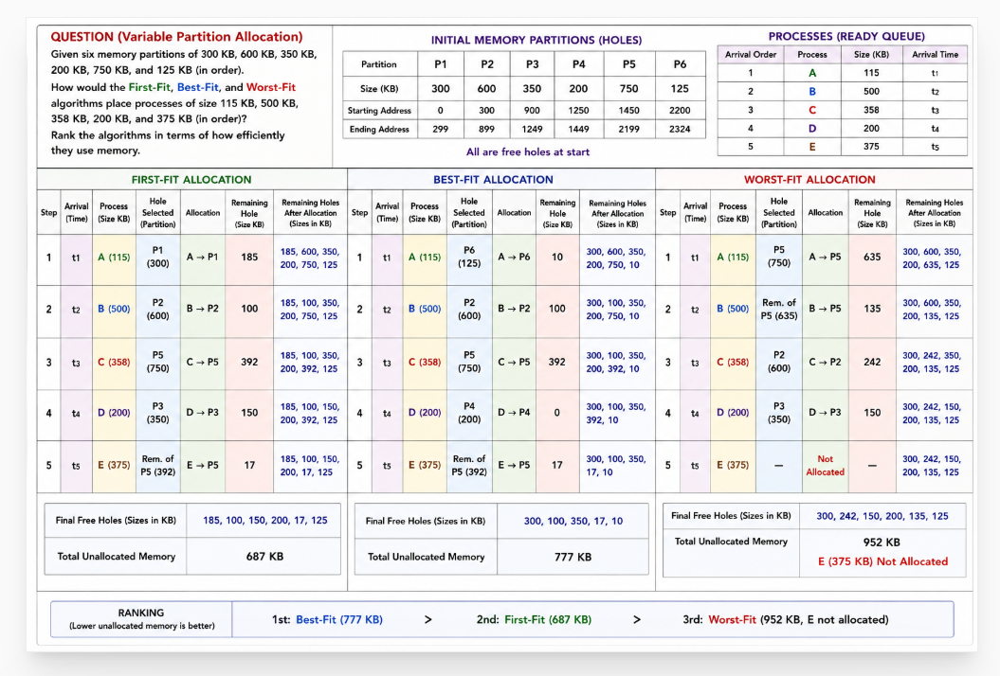 QUESTION (Variable Partition Allocation)
Given six memory partitions of 300 KB, 600 KB, 350 KB,
200 KB, 750 KB, and 125 KB (in order).
How would the First-Fit, Best-Fit, and Worst-Fit
algorithms place processes of size 115 KB, 500 KB,
358 KB, 200 KB, and 375 KB (in order)?
Rank the algorithms in terms of how efficiently
they use memory.
INITIAL MEMORY PARTITIONS (HOLES)
Partition P1 P2 P3 P4 P5 P6
Size (KB) 300 600 350 200 750 125
Starting Address 0 300 900 1250 1450 2200
Ending Address 299 899 1249 1449 2199 2324
All are free holes at start
PROCESSES (READY QUEUE)
Arrival Order Process Size (KB) Arrival Time
1 A 115 t1
2 B 500 t2
3 C 358 t3
4 D 200 t4
5 E 375 t5
FIRST-FIT ALLOCATION
Step Arrival (Time) Process (Size KB) Hole Selected (Partition) Allocation Remaining Hole (Size KB) Remaining Holes After Allocation (Sizes in KB)
1 t1 A (115) P1 (300) A → P1 185 185, 600, 350, 200, 750, 125
2 t2 B (500) P2 (600) B → P2 100 185, 100, 350, 200, 750, 125
3 t3 C (358) P5 (750) C → P5 392 185, 100, 350, 200, 392, 125
4 t4 D (200) P3 (350) D → P3 150 185, 100, 150, 200, 392, 125
5 t5 E (375) Rem. of P5 (392) E → P5 17 185, 100, 150, 200, 17, 125
Final Free Holes (Sizes in KB) 185, 100, 150, 200, 17, 125
Total Unallocated Memory 687 KB
BEST-FIT ALLOCATION
Step Arrival (Time) Process (Size KB) Hole Selected (Partition) Allocation Remaining Hole (Size KB) Remaining Holes After Allocation (Sizes in KB)
1 t1 A (115) P6 (125) A → P6 10 300, 600, 350, 200, 750, 10
2 t2 B (500) P2 (600) B → P2 100 300, 100, 350, 200, 750, 10
3 t3 C (358) P5 (750) C → P5 392 300, 100, 350, 200, 392, 10
4 t4 D (200) P4 (200) D → P4 0 300, 100, 350, 392, 10
5 t5 E (375) Rem. of P5 (392) E → P5 17 300, 100, 350, 17, 10
Final Free Holes (Sizes in KB) 300, 100, 350, 17, 10
Total Unallocated Memory 777 KB
WORST-FIT ALLOCATION
Step Arrival (Time) Process (Size KB) Hole Selected (Partition) Allocation Remaining Hole (Size KB) Remaining Holes After Allocation (Sizes in KB)
1 t1 A (115) P5 (750) A → P5 635 300, 600, 350, 200, 635, 125
2 t2 B (500) Rem. of P5 (635) B → P5 135 300, 600, 350, 200, 135, 125
3 t3 C (358) P2 (600) C → P2 242 300, 242, 350, 200, 135, 125
4 t4 D (200) P3 (350) D → P3 150 300, 242, 150, 200, 135, 125
5 t5 E (375) — Not Allocated — 300, 242, 150, 200, 135, 125
Final Free Holes (Sizes in KB) 300, 242, 150, 200, 135, 125
Total Unallocated Memory 952 KB
E (375 KB) Not Allocated
RANKING
(Lower unallocated memory is better)
1st: Best-Fit (777 KB) > 2nd: First-Fit (687 KB) > 3rd: Worst-Fit (952 KB, E not allocated)